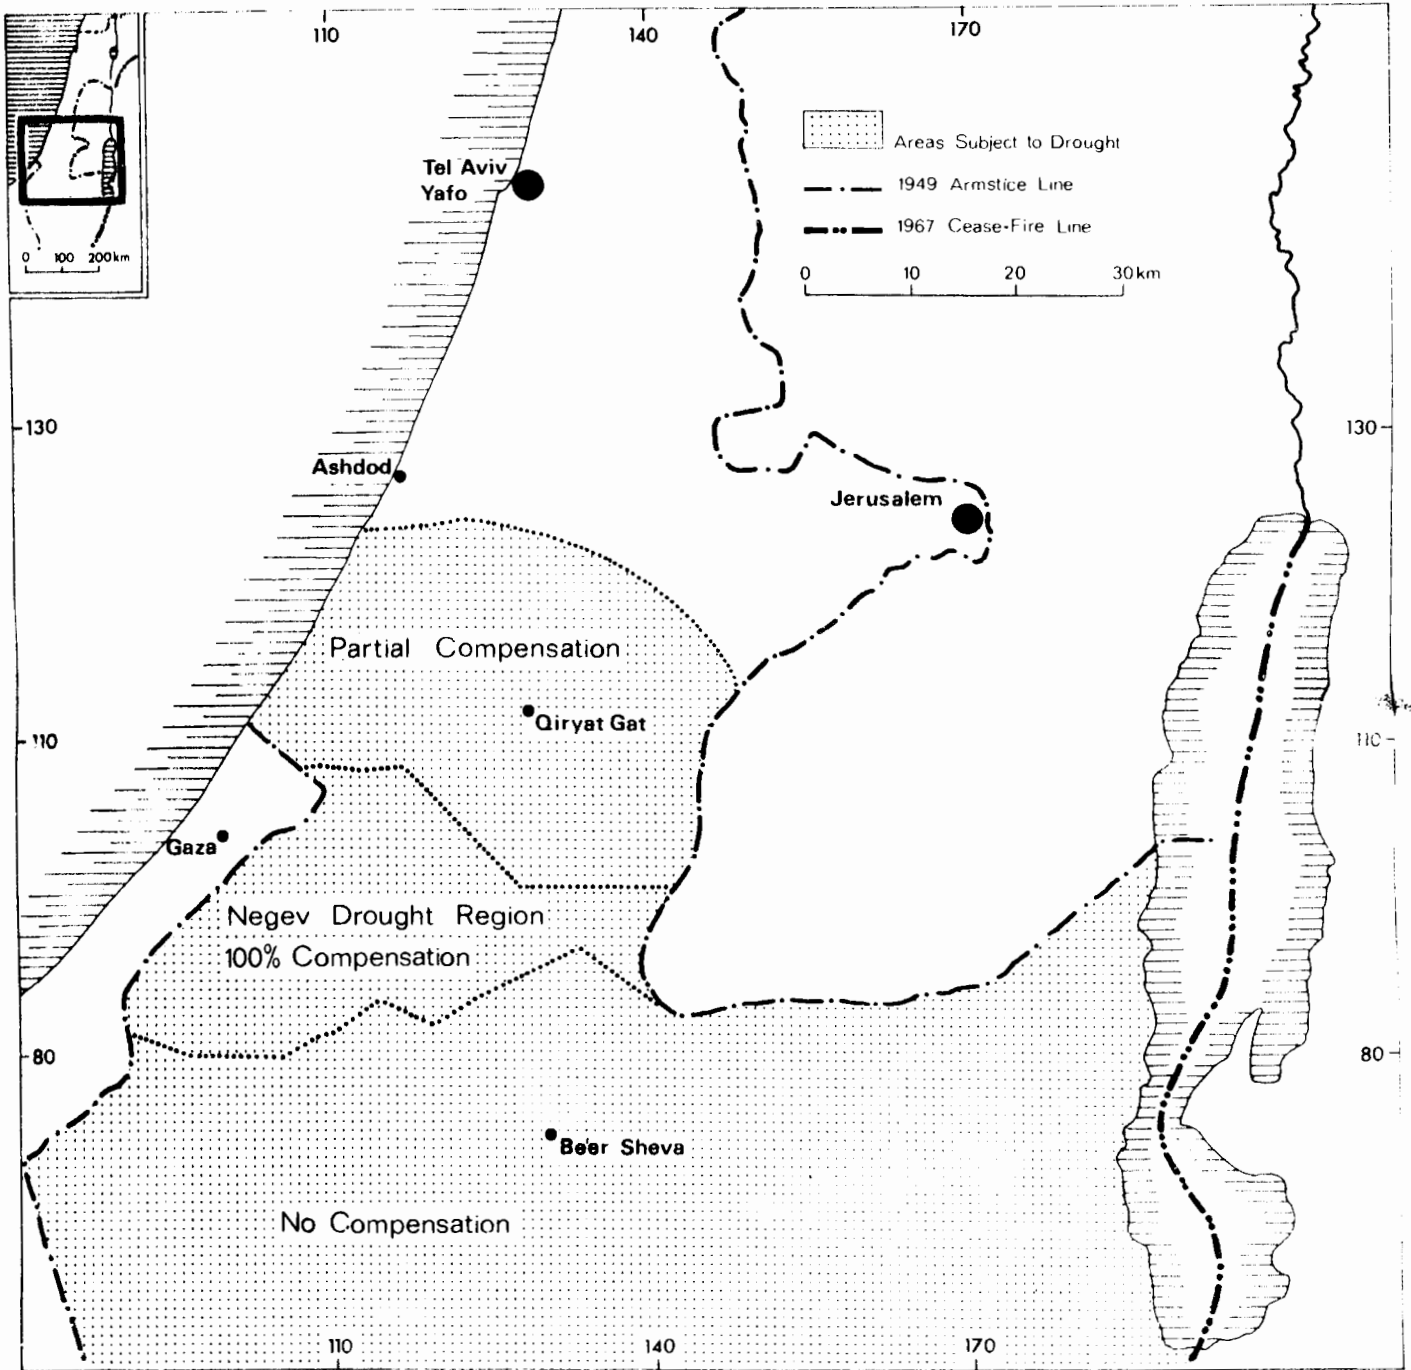 110
140
170
Areas Subject to Drought
Tel Aviv
Yafo
1949 Armstice Line
1967 Cease-Fire Line
0 100 200km
0 10 20 30km
130
130
Ashdod
Jerusalem
Partial Compensation
Qiryat Gat
110
110
Gaza
Negev Drought Region
100% Compensation
80
80
Be'er Sheva
No Compensation
110
140
170